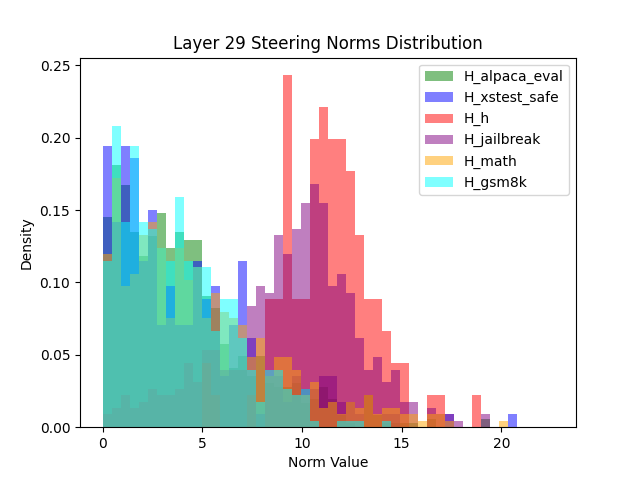 Layer 29 Steering Norms Distribution
0.25
0.20
0.15
0.10
0.05
0.00
Density
H_alpaca_eval
H_xstest_safe
H_h
H_jailbreak
H_math
H_gsm8k
0
5
10
15
20
Norm Value